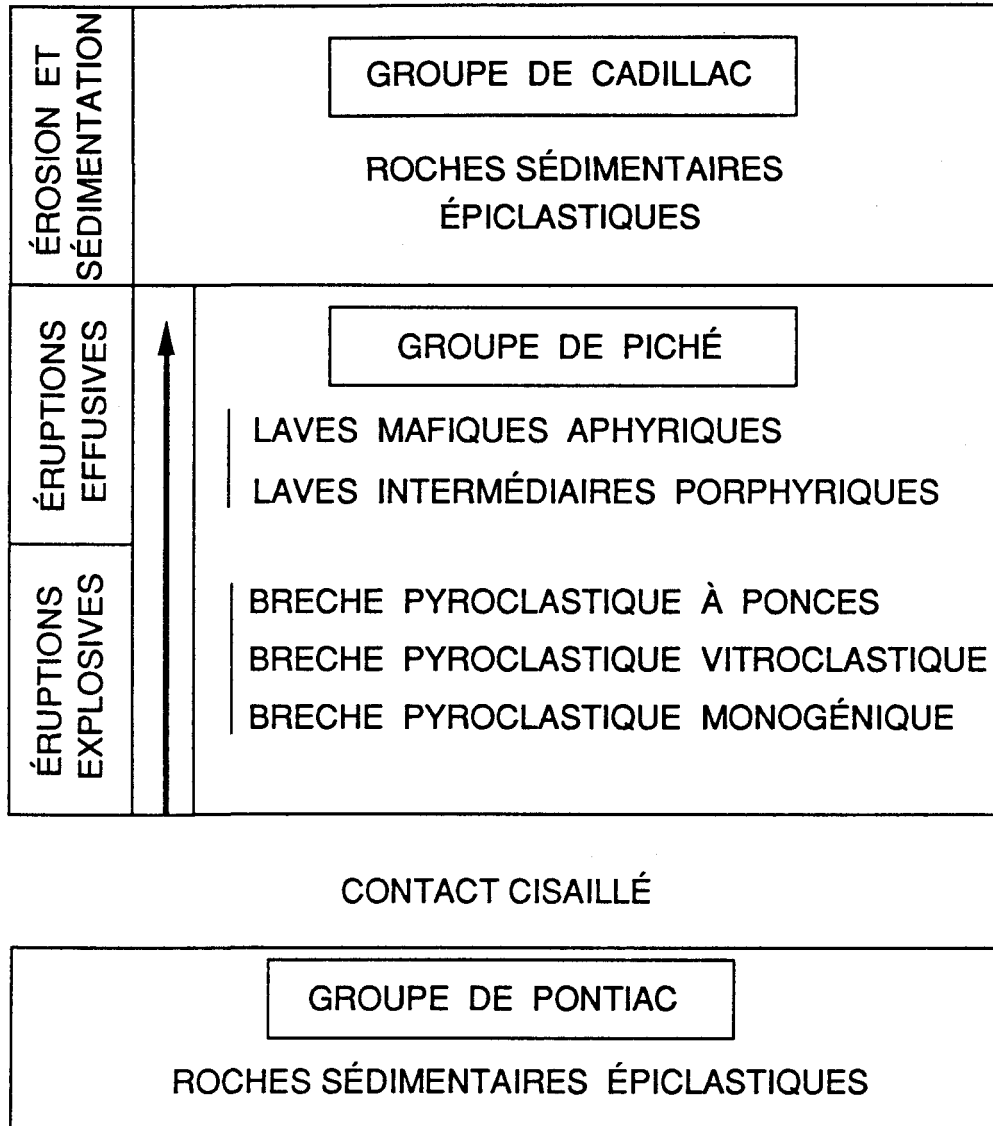 ÉROSION ET
SÉDIMENTATION
GROUPE DE CADILLAC
ROCHES SÉDIMENTAIRES
ÉPICLASTIQUES
ÉRUPTIONS
EFFUSIVES
GROUPE DE PICHÉ
LAVES MAFIQUES APHYRIQUES
LAVES INTERMÉDIAIRES PORPHYRIQUES
ÉRUPTIONS
EXPLOSIVES
BRECHE PYROCLASTIQUE À PONCES
BRECHE PYROCLASTIQUE VITROCLASTIQUE
BRECHE PYROCLASTIQUE MONOGÉNIQUE
CONTACT CISAILLÉ
GROUPE DE PONTIAC
ROCHES SÉDIMENTAIRES ÉPICLASTIQUES